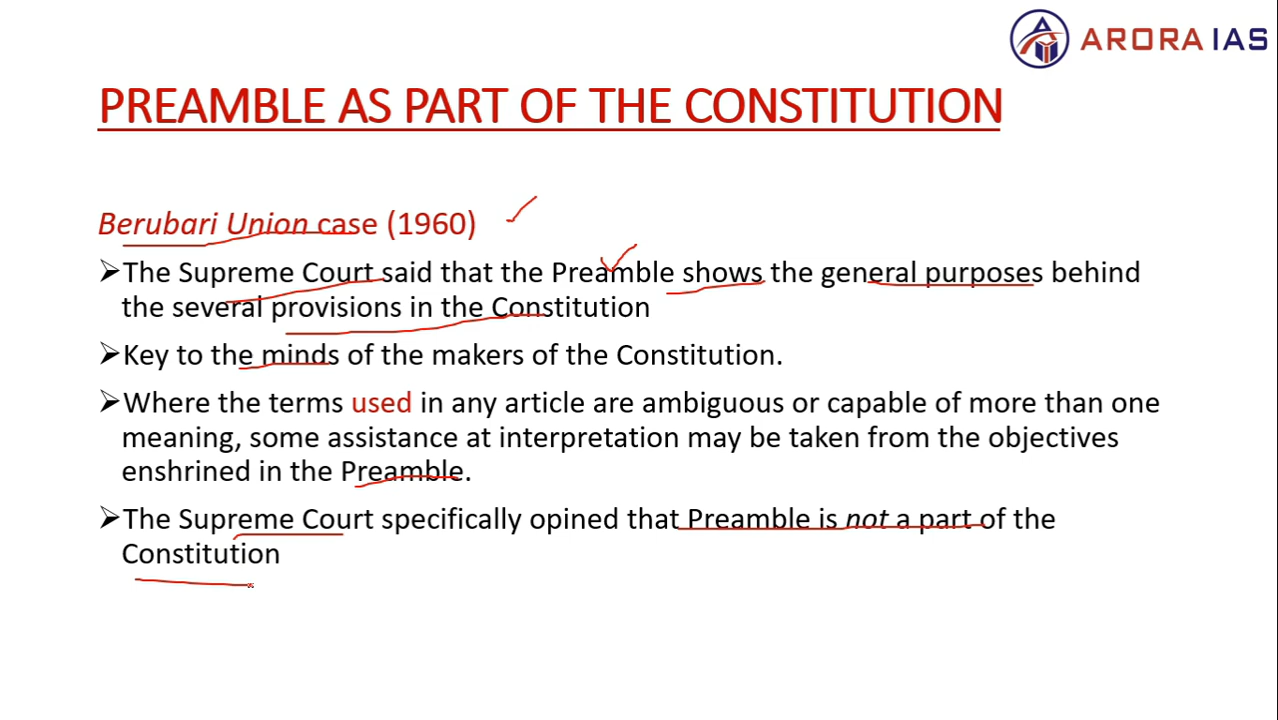 ARORA IAS
PREAMBLE AS PART OF THE CONSTITUTION
Berubari Union case (1960)
➢The Supreme Court said that the Preamble shows the general purposes behind
the several provisions in the Constitution
➢Key to the minds of the makers of the Constitution.
➢Where the terms used in any article are ambiguous or capable of more than one
meaning, some assistance at interpretation may be taken from the objectives
enshrined in the Preamble.
➢The Supreme Court specifically opined that Preamble is not a part of the
Constitution